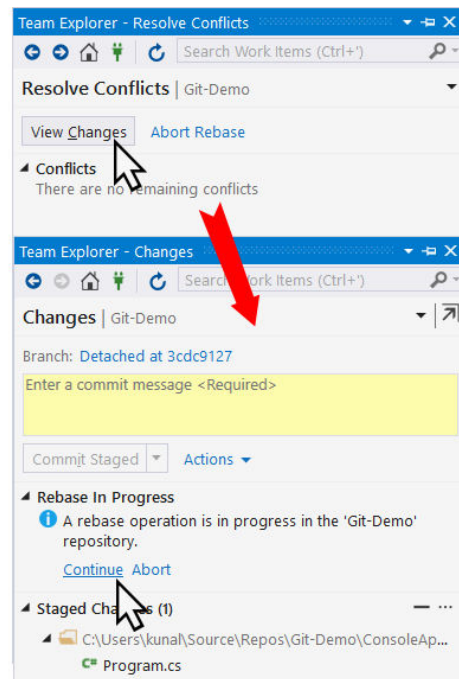 Team Explorer - Resolve Conflicts
Search Work Items (Ctrl+')
Resolve Conflicts | Git-Demo
View Changes Abort Rebase
Conflicts
There are no remaining conflicts
Team Explorer - Changes
Search Work Items (Ctrl+')
Changes | Git-Demo
Branch: Detached at 3cdc9127
Enter a commit message <Required>
Commit Staged Actions
Rebase In Progress
A rebase operation is in progress in the 'Git-Demo'
repository.
Continue Abort
Staged Changes (1)
C:\Users\kunal\Source\Repos\Git-Demo\ConsoleAp...
C# Program.cs